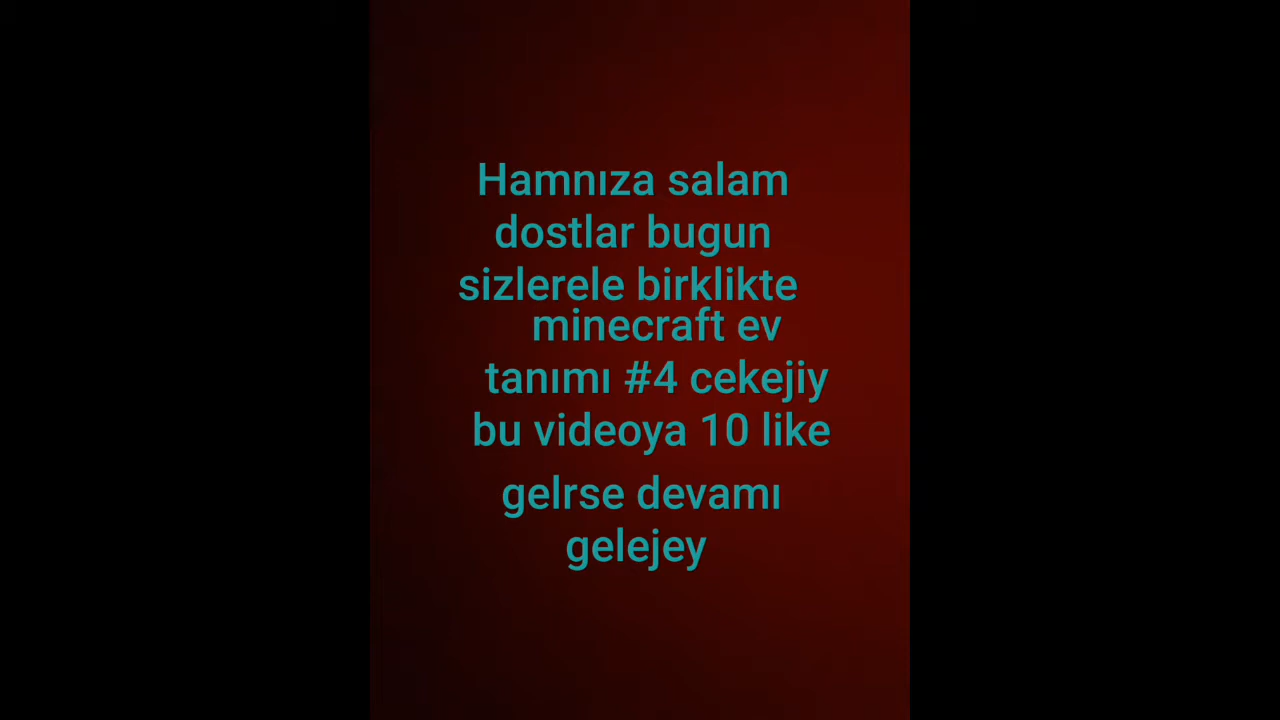 Hamnıza salam
dostlar bugun
sizlerele birklikte
minecraft ev
tanımı #4 cekejiy
bu videoya 10 like
gelrse devamı
gelejey